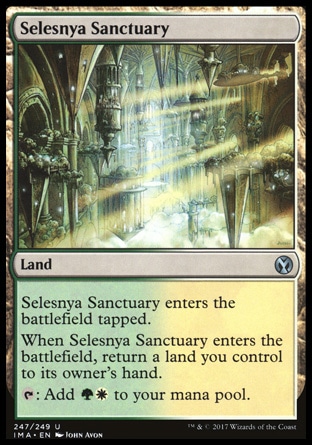 Selesnya Sanctuary
Land
Selesnya Sanctuary enters the
battlefield tapped.
When Selesnya Sanctuary enters the
battlefield, return a land you control
to its owner's hand.
: Add to your mana pool.
247/249 U
IMA • EN JOHN AVON
™ & © 2017 Wizards of the Coast